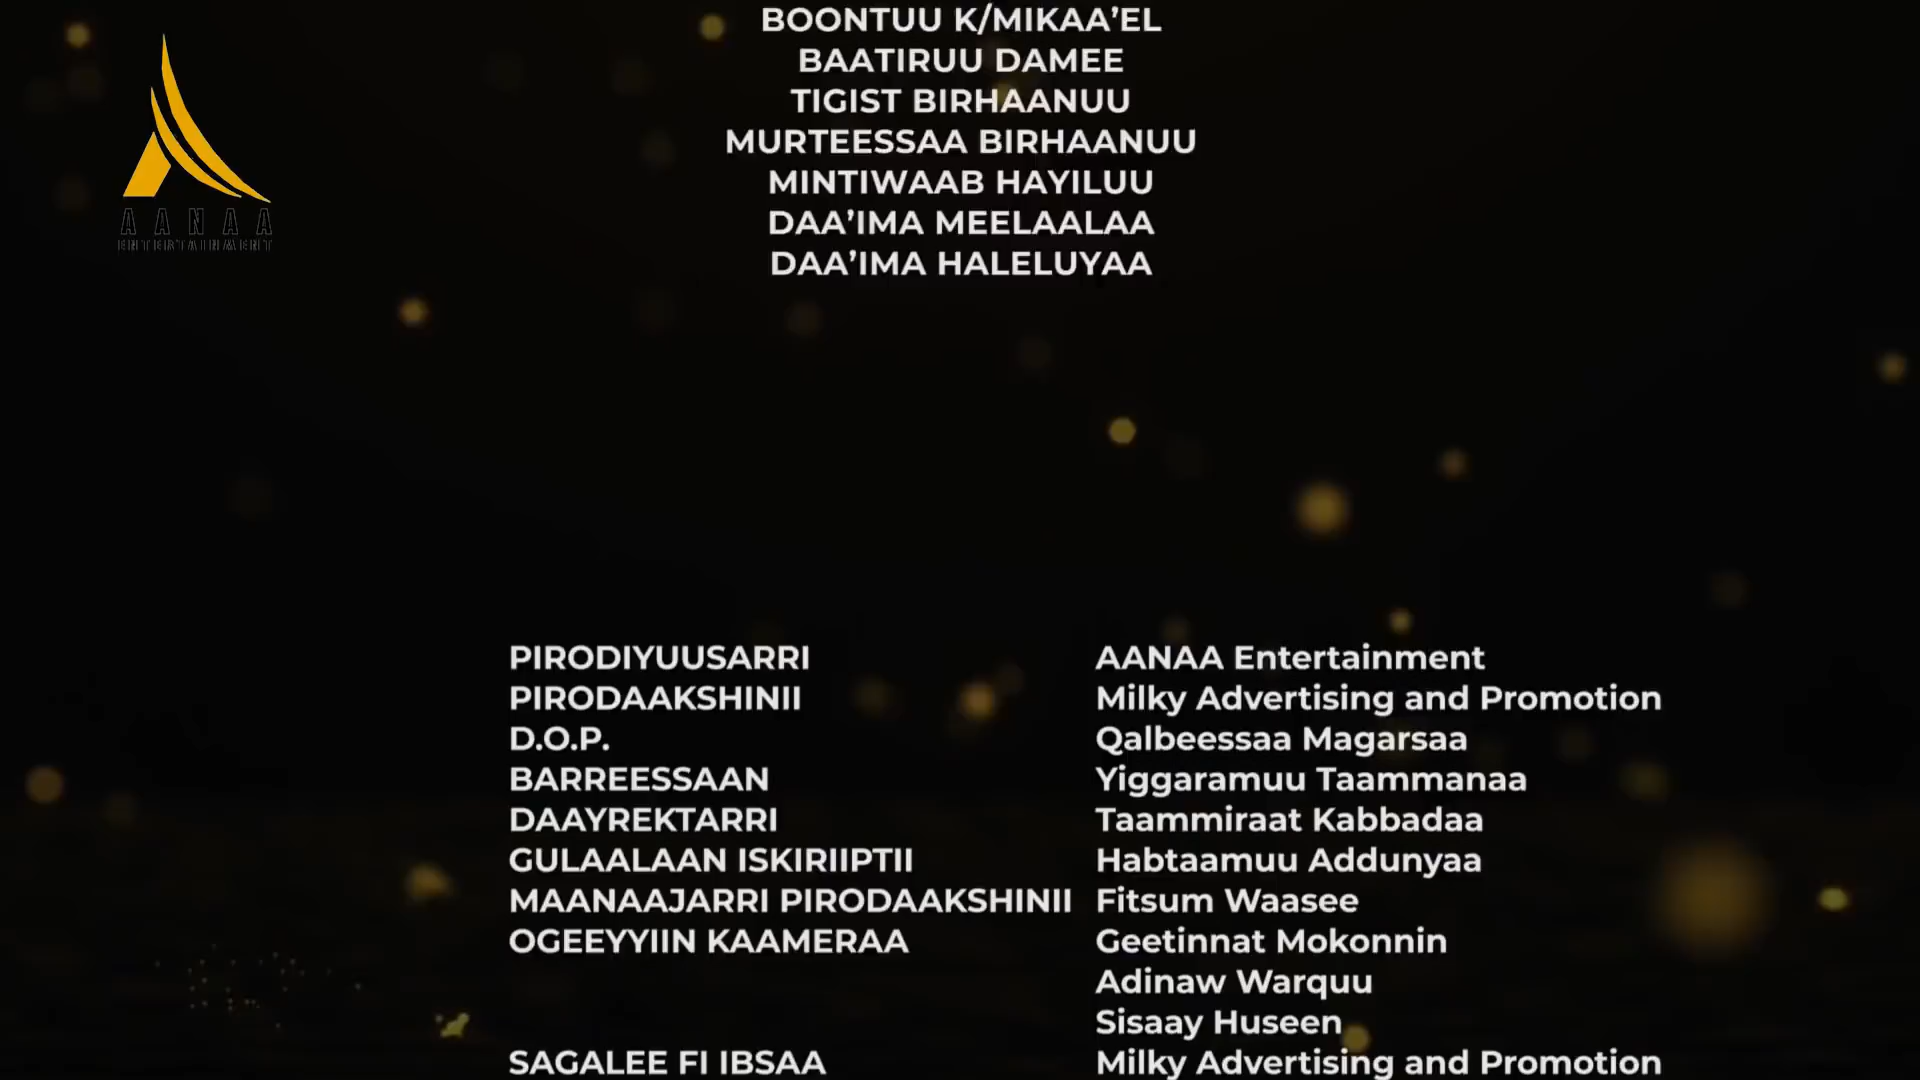 BOONTUU K/MIKAA’EL
BAATIRUU DAMEE
TIGIST BIRHAANUU
MURTEESSAA BIRHAANUU
MINTIWAAB HAYILUU
DAA’IMA MEELAALAA
DAA’IMA HALELUYAA
AANAA
ENTERTAINMENT
PIRODIYUUSARRI AANAA Entertainment
PIRODAAKSHINII Milky Advertising and Promotion
D.O.P. Qalbeessaa Magarsaa
BARREESSAAN Yiggaramuu Taammanaa
DAAYREKTARRI Taammiraat Kabbadaa
GULAALAAN ISKIRIIPTII Habtaamuu Addunyaa
MAANAAJARRI PIRODAAKSHINII Fitsum Waasee
OGEEYYIIN KAAMERAA Geetinnat Mokonnin
Adinaw Warquu
Sisaay Huseen
SAGALEE FI IBSAA Milky Advertising and Promotion